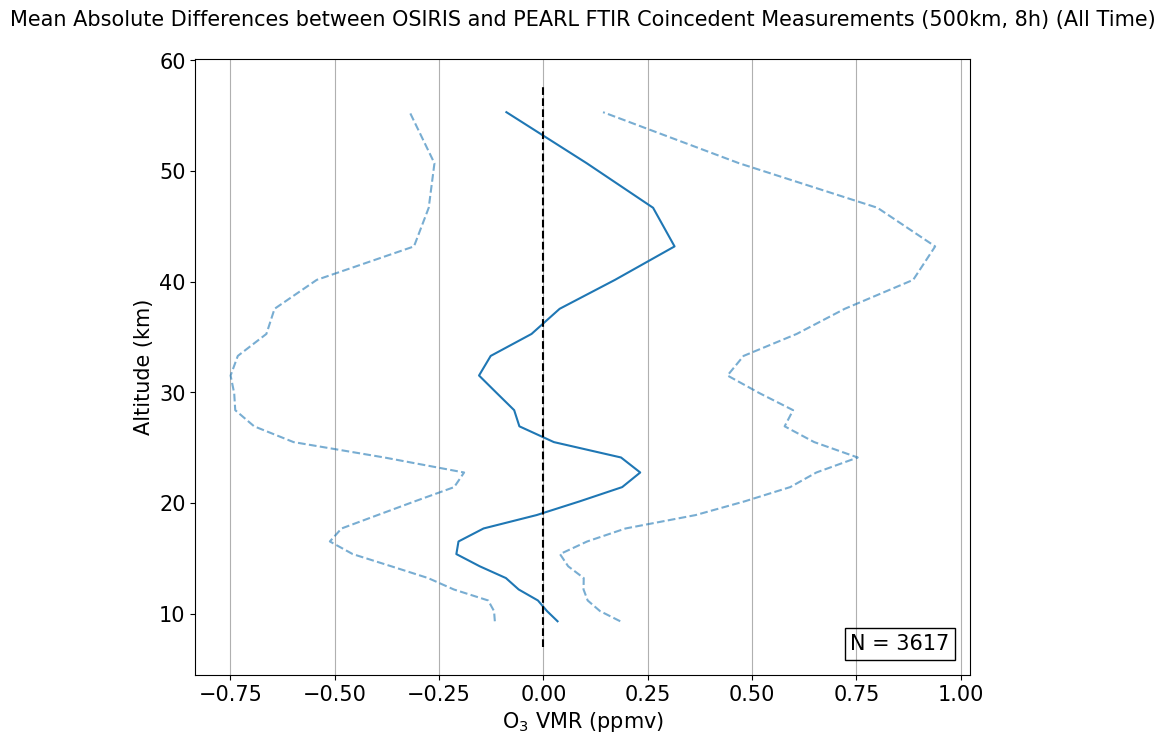 Mean Absolute Differences between OSIRIS and PEARL FTIR Coincedent Measurements (500km, 8h) (All Time)
60
50
40
30
20
10
Altitude (km)
N = 3617
−0.75 −0.50 −0.25 0.00 0.25 0.50 0.75 1.00
O₃ VMR (ppmv)